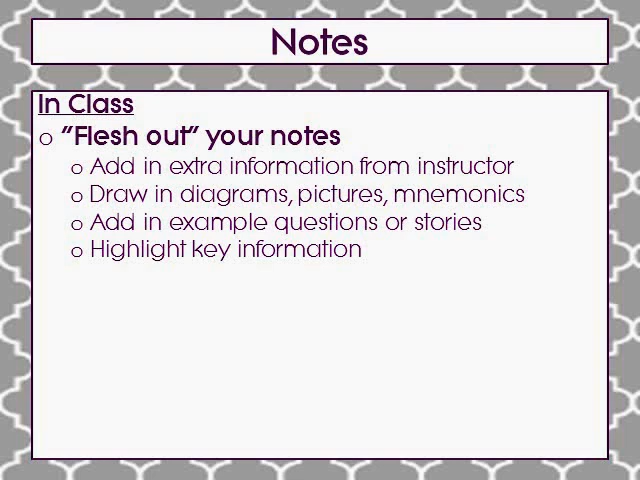 Notes
In Class
o "Flesh out" your notes
o Add in extra information from instructor
o Draw in diagrams, pictures, mnemonics
o Add in example questions or stories
o Highlight key information